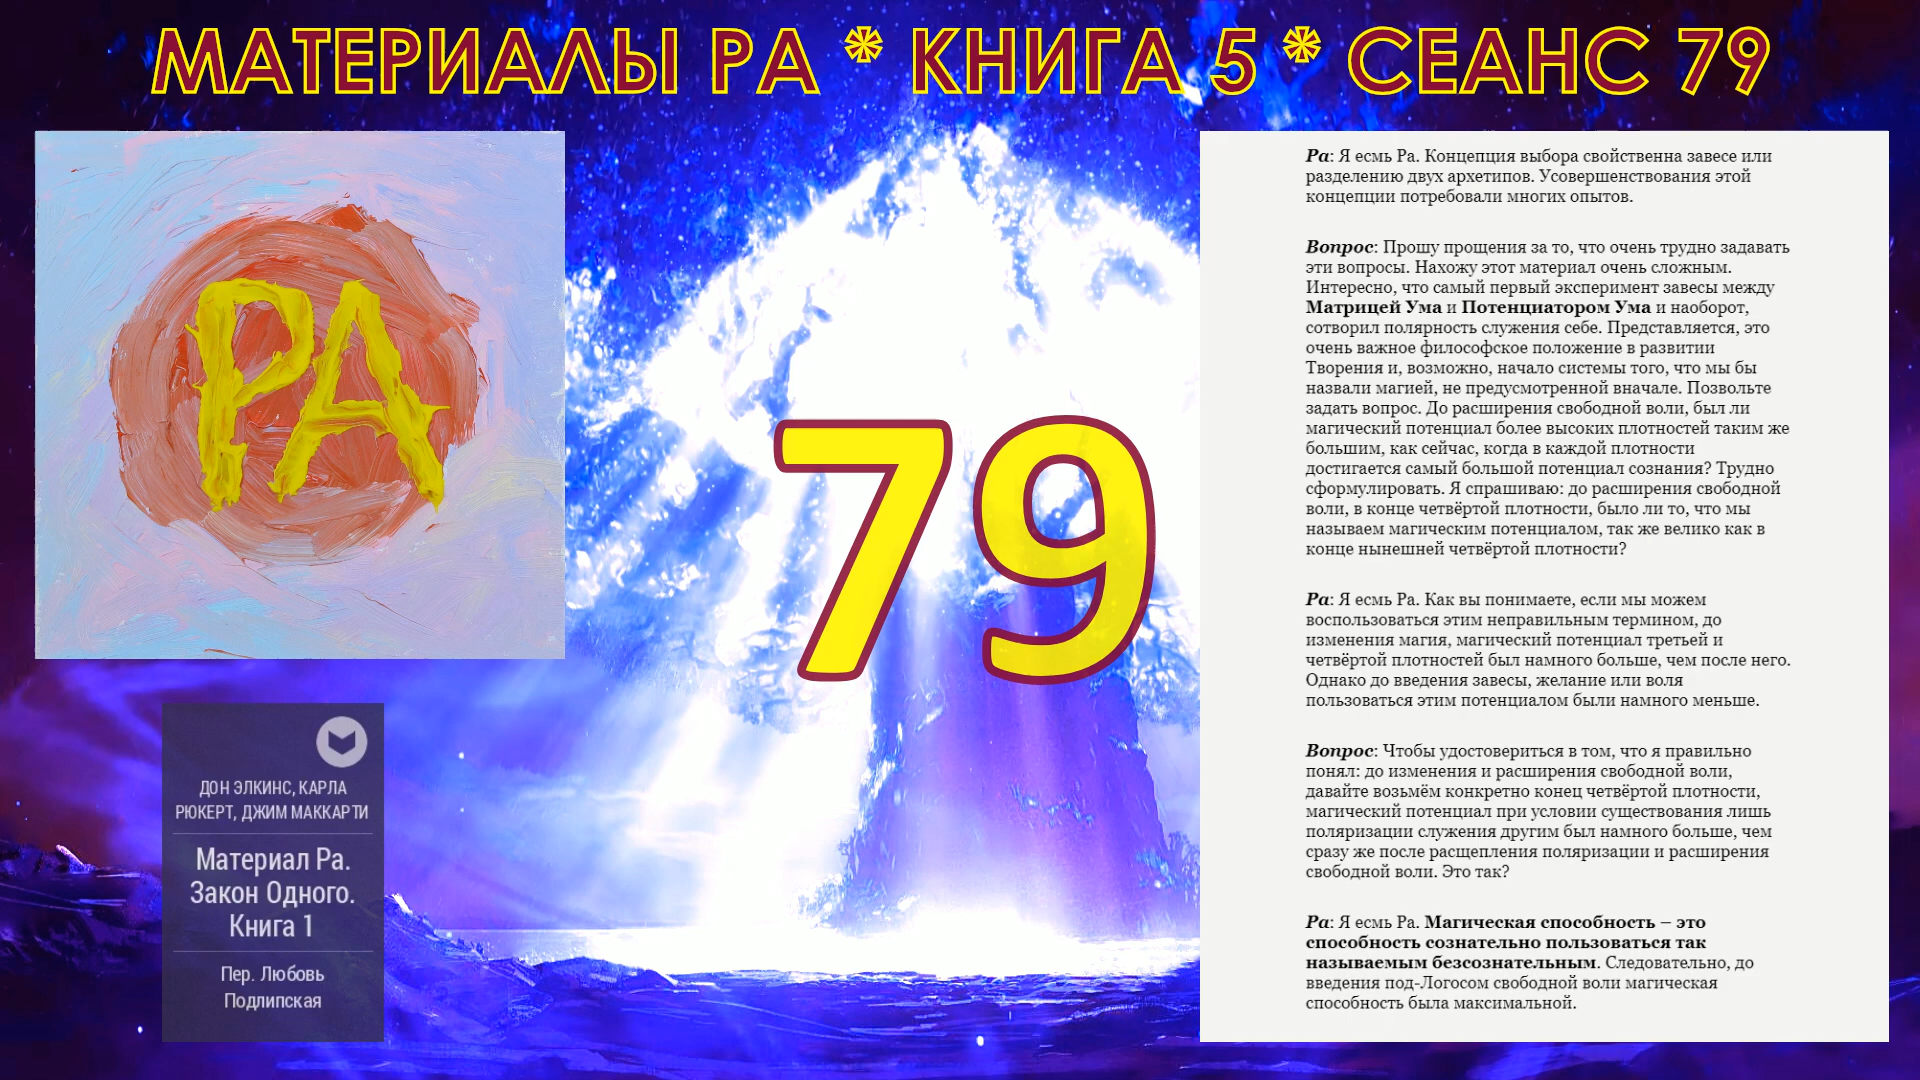 МАТЕРИАЛЫ РА * КНИГА 5 * СЕАНС 79
РА
79
ДОН ЭЛКИНС, КАРЛА
РЮКЕРТ, ДЖИМ МАККАРТИ
Материал Ра.
Закон Одного.
Книга 1
Пер. Любовь
Подлипская
Ра: Я есмь Ра. Концепция выбора свойственна завесе или
разделению двух архетипов. Усовершенствования этой
концепции потребовали многих опытов.
Вопрос: Прошу прощения за то, что очень трудно задавать
эти вопросы. Нахожу этот материал очень сложным.
Интересно, что самый первый эксперимент завесы между
Матрицей Ума и Потенциатором Ума и наоборот,
сотворил полярность служения себе. Представляется, это
очень важное философское положение в развитии
Творения и, возможно, начало системы того, что мы бы
назвали магией, не предусмотренной вначале. Позвольте
задать вопрос. До расширения свободной воли, был ли
магический потенциал более высоких плотностей таким же
большим, как сейчас, когда в каждой плотности
достигается самый большой потенциал сознания? Трудно
сформулировать. Я спрашиваю: до расширения свободной
воли, в конце четвёртой плотности, было ли то, что мы
называем магическим потенциалом, так же велико как в
конце нынешней четвёртой плотности?
Ра: Я есмь Ра. Как вы понимаете, если мы можем
воспользоваться этим неправильным термином, до
изменения магия, магический потенциал третьей и
четвёртой плотностей был намного больше, чем после него.
Однако до введения завесы, желание или воля
пользоваться этим потенциалом были намного меньше.
Вопрос: Чтобы удостовериться в том, что я правильно
понял: до изменения и расширения свободной воли,
давайте возьмём конкретно конец четвёртой плотности,
магический потенциал при условии существования лишь
поляризации служения другим был намного больше, чем
сразу же после расщепления поляризации и расширения
свободной воли. Это так?
Ра: Я есмь Ра. Магическая способность – это
способность сознательно пользоваться так
называемым безсознательным. Следовательно, до
введения под-Логосом свободной воли магическая
способность была максимальной.